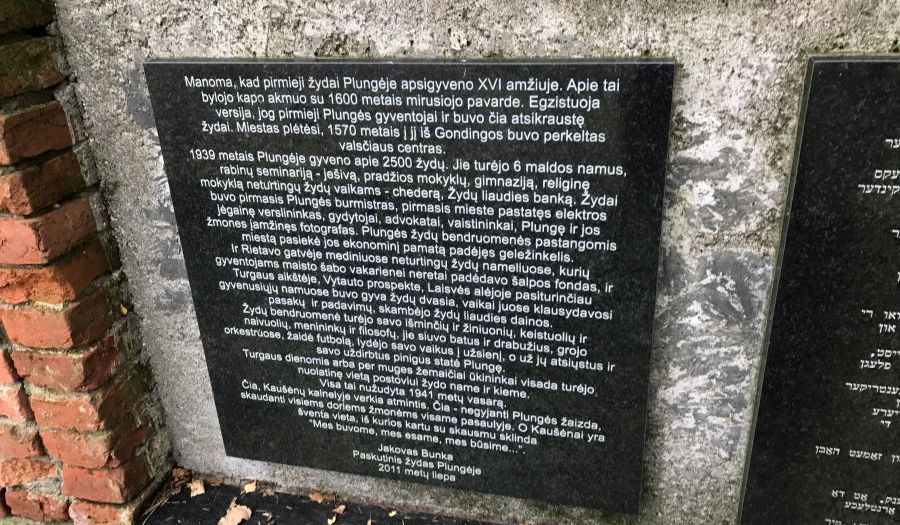 Manoma, kad pirmieji žydai Plungėje apsigyveno XVI amžiuje. Apie tai
bylojo kapo akmuo su 1600 metais mirusiojo pavarde. Egzistuoja
versija, jog pirmieji Plungės gyventojai ir buvo čia atsikraustę
žydai. Miestas plėtėsi, 1570 metais į jį iš Gondingos buvo perkeltas
valsčiaus centras.
1939 metais Plungėje gyveno apie 2500 žydų. Jie turėjo 6 maldos namus,
rabinų seminariją - ješivą, pradžios mokyklų, gimnaziją, religinę
mokyklą neturtingų žydų vaikams - chederą, Žydų liaudies banką. Žydai
buvo pirmasis Plungės burmistras, pirmasis mieste pastatęs elektros
jėgainę verslininkas, gydytojai, advokatai, vaistininkai, Plungę ir jos
žmones įamžinęs fotografas. Plungės žydų bendruomenės pastangomis
miestą pasiekė jos ekonominį pamatą padėjęs geležinkelis.
Ir Rietavo gatvėje mediniuose neturtingų žydų nameliuose, kurių
gyventojams maisto šabo vakarienei neretai padėdavo šalpos fondas, ir
Turgaus aikštėje, Vytauto prospekte, Laisvės alėjoje pasiturinčiau
gyvenusiųjų namuose buvo gyva žydų dvasia, vaikai juose klausydavosi
pasakų ir padavimų, skambėjo žydų liaudies dainos.
Žydų bendruomenė turėjo savo išminčių ir žiniuonių, keistuolių ir
naivuolių, menininkų ir filosofų, jie siuvo batus ir drabužius, grojo
orkestruose, žaidė futbolą, lydėjo savo vaikus į užsienį, o už jų atsiųstus ir
savo uždirbtus pinigus statė Plungę.
Turgaus dienomis arba per muges žemaičiai ūkininkai visada turėjo
nuolatinę vietą postoviui žydo name ir kieme.
Visa tai nužudyta 1941 metų vasarą.
Čia, Kaušėnų kalnelyje verkia atmintis. Čia - negyjanti Plungės žaizda,
skaudanti visiems doriems žmonėms visame pasaulyje. O Kaušėnai yra
šventa vieta, iš kurios kartu su skausmu sklinda
"Mes buvome, mes esame, mes būsime...".
Jakovas Bunka
Paskutinis žydas Plungėje
2011 metų liepa